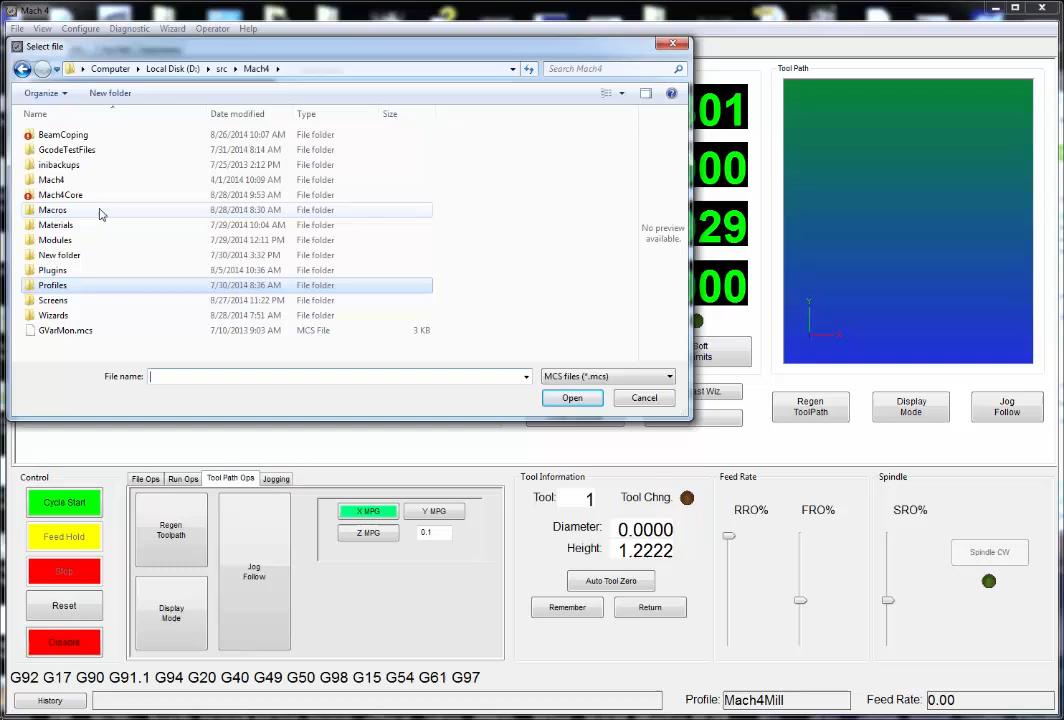 Mach 4
File View Configure Diagnostic Wizard Operator Help
Select file
Computer Local Disk (D:) src Mach4
Search Mach4
Organize New folder
Name Date modified Type Size
BeamCoping 8/26/2014 10:07 AM File folder
GcodeTestFiles 7/31/2014 8:14 AM File folder
inibackups 7/25/2013 2:12 PM File folder
Mach4 4/1/2014 10:09 AM File folder
Mach4Core 8/28/2014 9:53 AM File folder
Macros 8/28/2014 8:30 AM File folder
Materials 7/29/2014 10:04 AM File folder
Modules 7/29/2014 12:11 PM File folder
New folder 7/30/2014 3:32 PM File folder
Plugins 8/5/2014 10:36 AM File folder
Profiles 7/30/2014 8:36 AM File folder
Screens 8/27/2014 11:22 PM File folder
Wizards 8/28/2014 7:51 AM File folder
GVarMon.mcs 7/10/2013 9:03 AM MCS File 3 KB
No preview
available.
File name:
MCS files (*.mcs)
Open Cancel
01
00
29
00
Soft
mits
ast Wiz.
Tool Path
Y
X
Regen
ToolPath
Display
Mode
Jog
Follow
Control
Cycle Start
Feed Hold
Stop
Reset
Disable
File Ops Run Ops Tool Path Ops Jogging
Regen
Toolpath
Display
Mode
Jog
Follow
X MPG Y MPG
Z MPG 0.1
Tool Information
Tool: 1 Tool Chng.
Diameter: 0.0000
Height: 1.2222
Auto Tool Zero
Remember Return
Feed Rate
RRO% FRO%
Spindle
SRO%
Spindle CW
G92 G17 G90 G91.1 G94 G20 G40 G49 G50 G98 G15 G54 G61 G97
History
Profile: Mach4Mill Feed Rate: 0.00